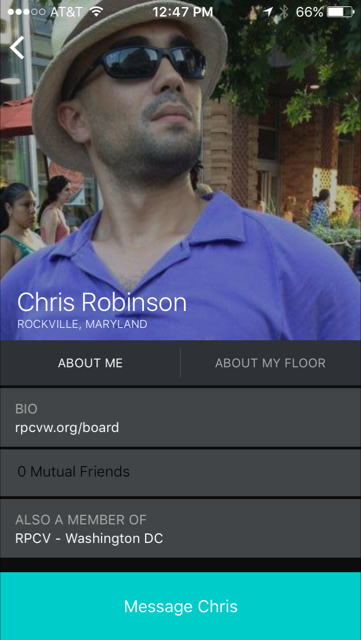 AT&T 12:47 PM 66%
Chris Robinson
ROCKVILLE, MARYLAND
ABOUT ME ABOUT MY FLOOR
BIO
rpcvw.org/board
0 Mutual Friends
ALSO A MEMBER OF
RPCV - Washington DC
Message Chris